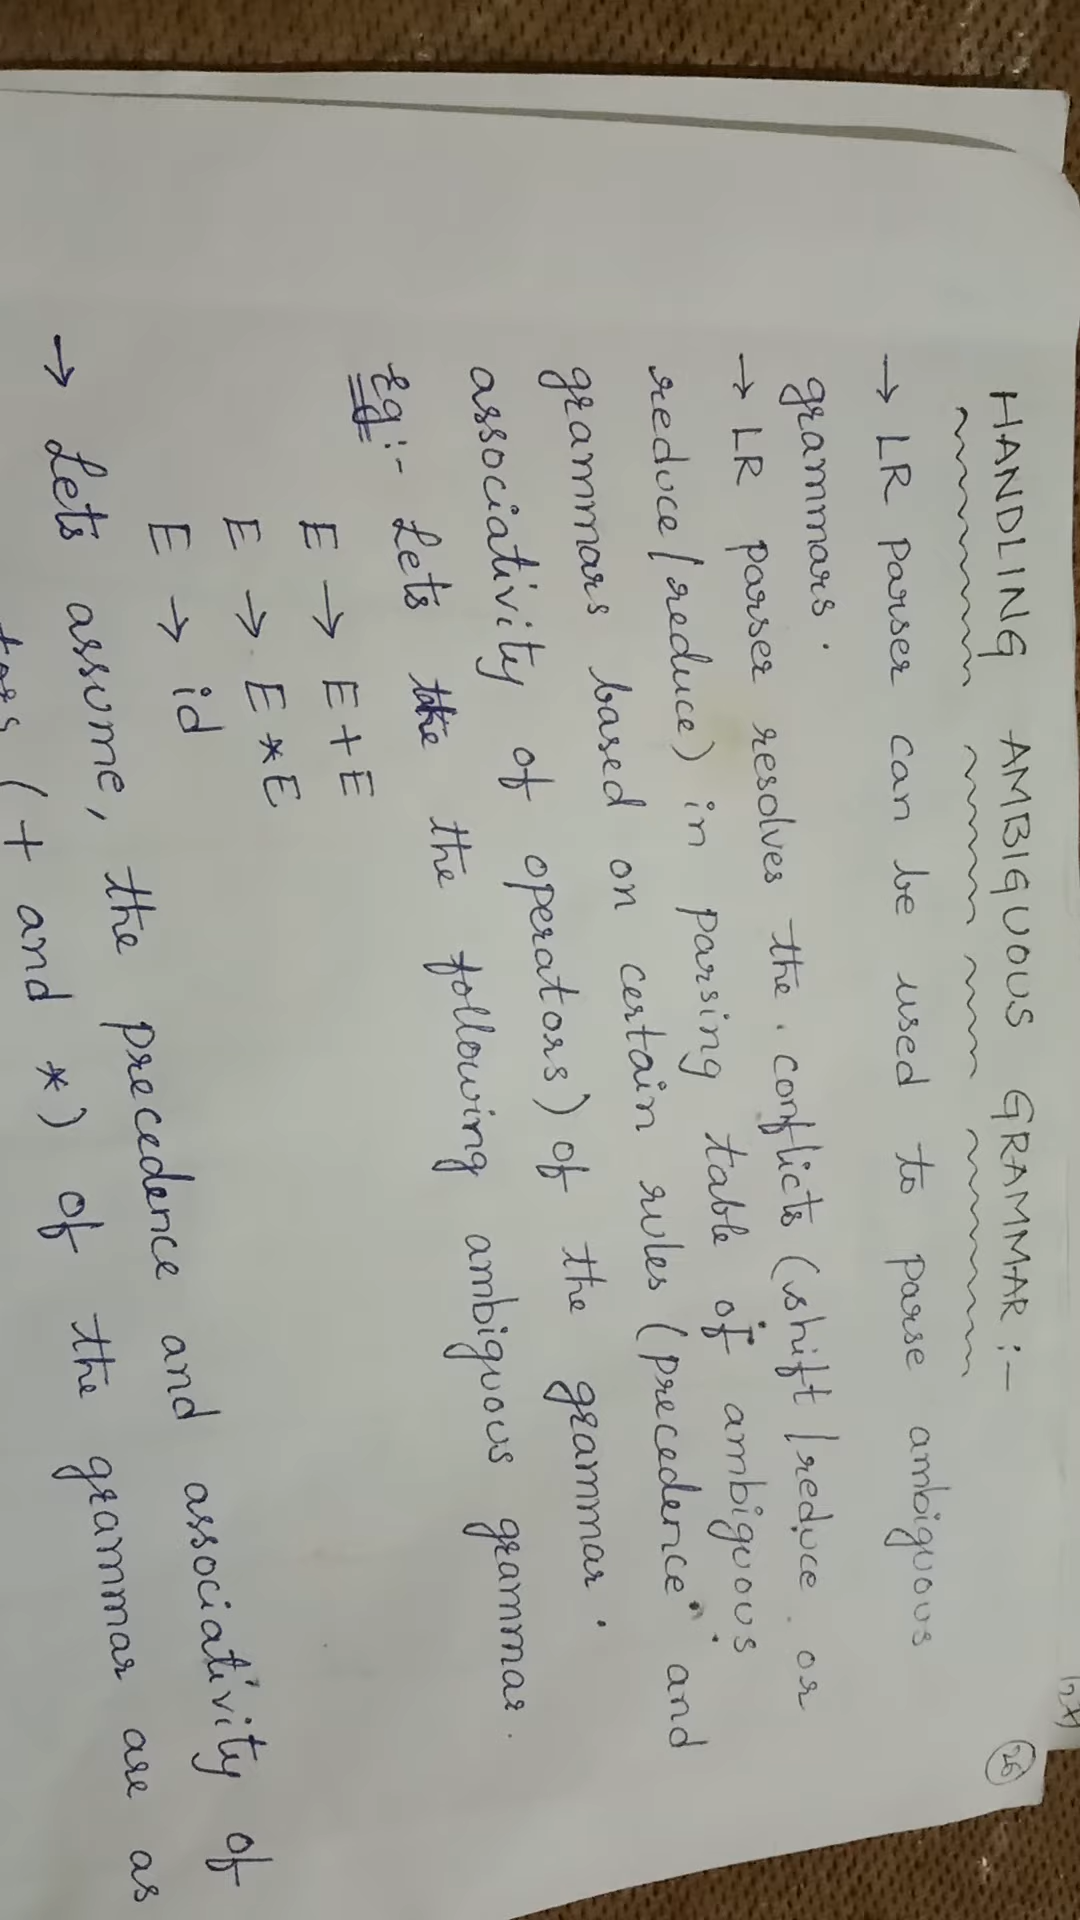 26
HANDLING AMBIGUOUS GRAMMAR :-
→ LR parser can be used to parse ambiguous
grammars.
→ LR parser resolves the conflicts (shift/reduce or
reduce/reduce) in parsing table of ambiguous
grammars based on certain rules (precedence and
associativity of operators) of the grammar.
Eg:- Lets take the following ambiguous grammar.
E → E+E
E → E*E
E → id
→ Lets assume, the precedence and associativity of
(+ and *) of the grammar are as